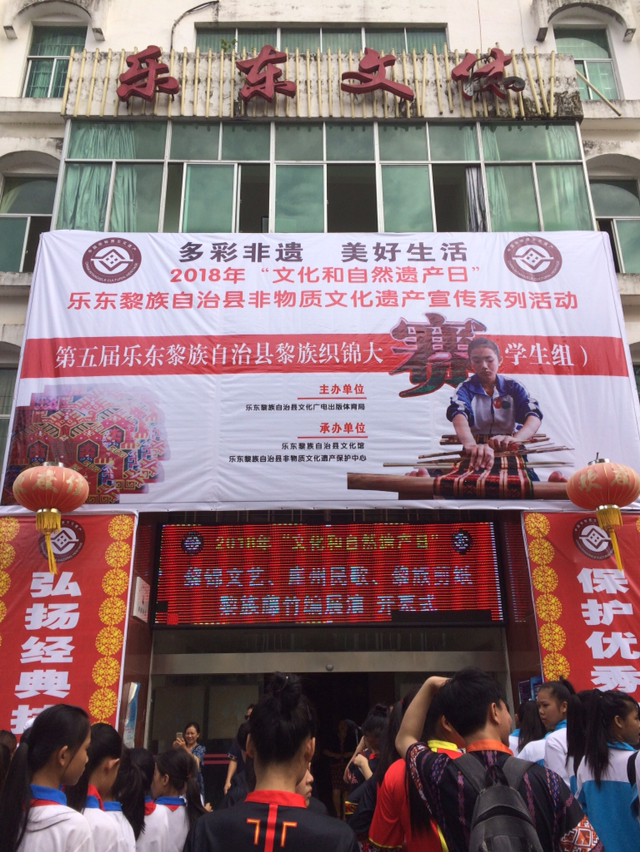 乐东文体
多彩非遗 美好生活
2018年“文化和自然遗产日”
乐东黎族自治县非物质文化遗产宣传系列活动
第五届乐东黎族自治县黎族织锦大赛（学生组）
主办单位
乐东黎族自治县文化广电出版体育局
承办单位
乐东黎族自治县文化馆
乐东黎族自治县非物质文化遗产保护中心
2018年“文化和自然遗产日”
黎锦文艺、崖州民歌、黎族剪纸
黎族藤竹编展演 开幕式
弘扬经典
保护优秀